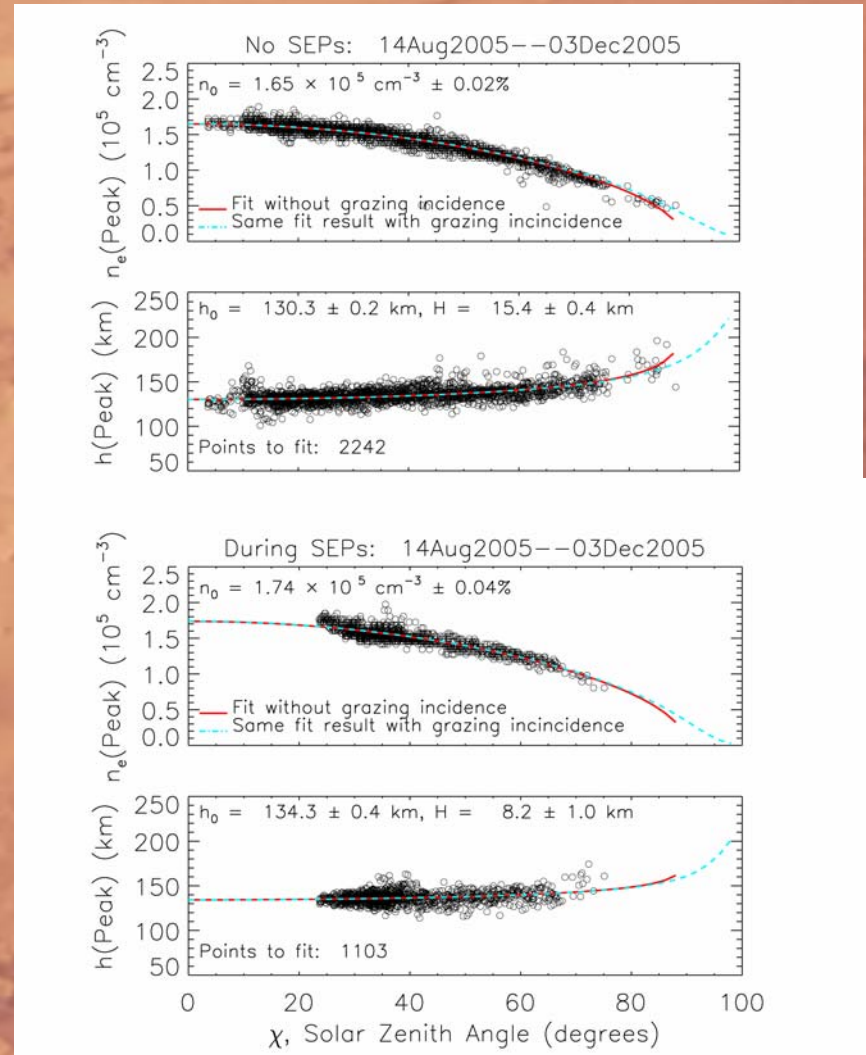 No SEPs: 14Aug2005--03Dec2005
n₀ = 1.65 × 10⁵ cm⁻³ ± 0.02%
Fit without grazing incidence
Same fit result with grazing incincidence
nₑ(Peak) (10⁵ cm⁻³)
2.5
2.0
1.5
1.0
0.5
0.0
h₀ = 130.3 ± 0.2 km, H = 15.4 ± 0.4 km
Points to fit: 2242
h(Peak) (km)
250
200
150
100
50
During SEPs: 14Aug2005--03Dec2005
n₀ = 1.74 × 10⁵ cm⁻³ ± 0.04%
Fit without grazing incidence
Same fit result with grazing incincidence
nₑ(Peak) (10⁵ cm⁻³)
2.5
2.0
1.5
1.0
0.5
0.0
h₀ = 134.3 ± 0.4 km, H = 8.2 ± 1.0 km
Points to fit: 1103
h(Peak) (km)
250
200
150
100
50
0 20 40 60 80 100
χ, Solar Zenith Angle (degrees)